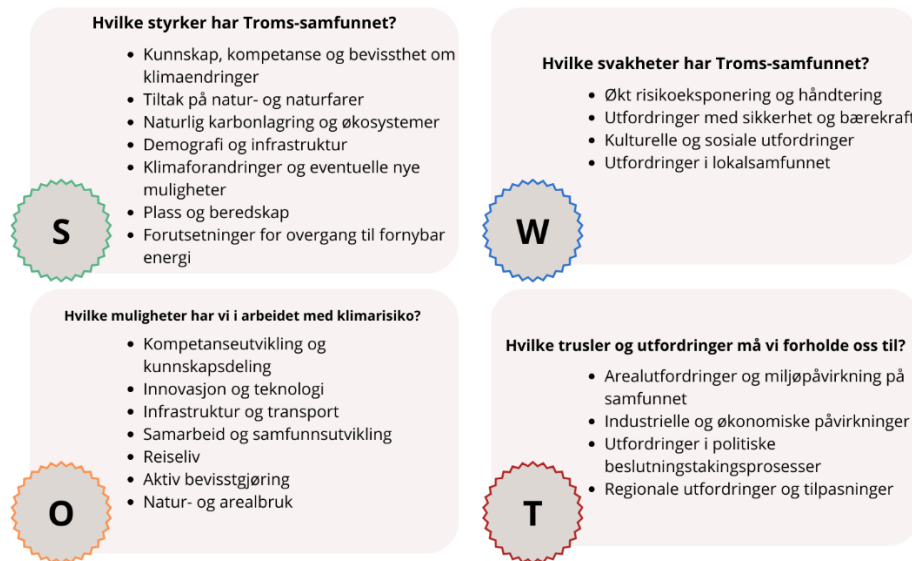 Hvilke styrker har Troms-samfunnet?
Kunnskap, kompetanse og bevissthet om
klimaendringer
Tiltak på natur- og naturfarer
Naturlig karbonlagring og økosystemer
Demografi og infrastruktur
Klimaforandringer og eventuelle nye
muligheter
Plass og beredskap
Forutsetninger for overgang til fornybar
energi
S
Hvilke svakheter har Troms-samfunnet?
Økt risikoeksponering og håndtering
Utfordringer med sikkerhet og bærekraft
Kulturelle og sosiale utfordringer
Utfordringer i lokalsamfunnet
W
Hvilke muligheter har vi i arbeidet med klimarisiko?
Kompetanseutvikling og
kunnskapsdeling
Innovasjon og teknologi
Infrastruktur og transport
Samarbeid og samfunnsutvikling
Reiseliv
Aktiv bevisstgjøring
Natur- og arealbruk
O
Hvilke trusler og utfordringer må vi forholde oss til?
Arealutfordringer og miljøpåvirkning på
samfunnet
Industrielle og økonomiske påvirkninger
Utfordringer i politiske
beslutningstakingsprosesser
Regionale utfordringer og tilpasninger
T